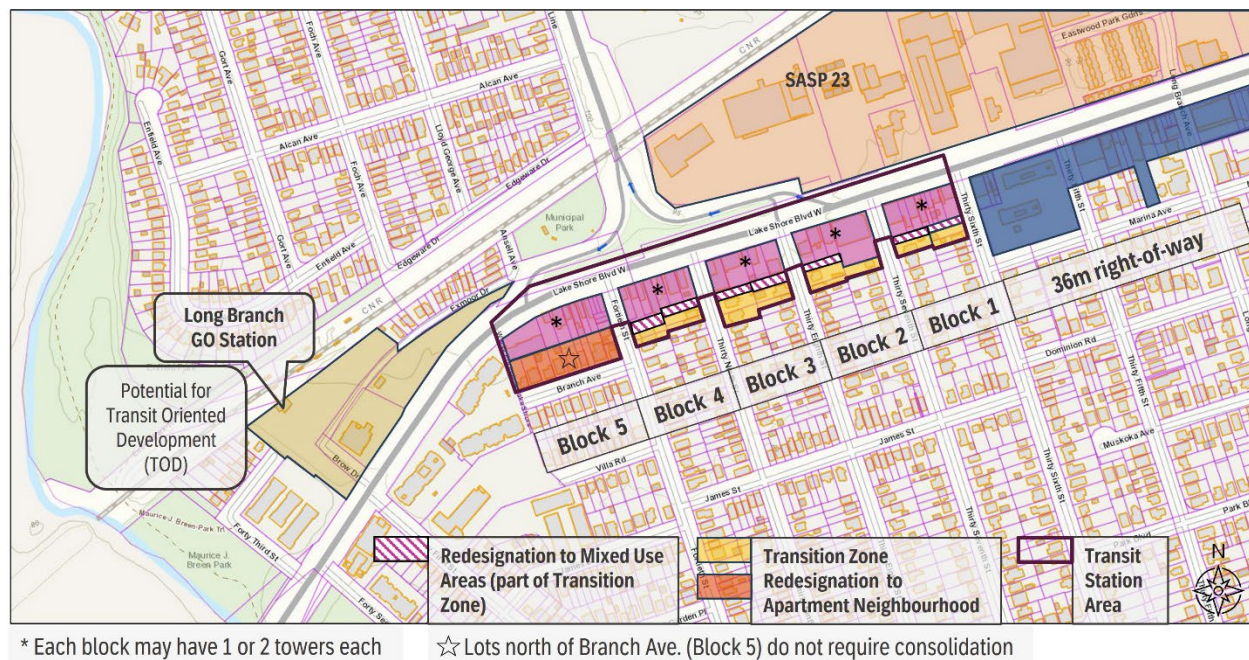 Gort Ave
Foch Ave
Line
CNR
Eastwood Park Gdns
Alcan Ave
SASP 23
Enfield Ave
Alcan Ave
Foch Ave
Lloyd George Ave
Edgeware Dr
Long Branch Ave
Municipal
Park
Lake Shore Blvd W
Thirty Sixth St
Marina Ave
Gort Ave
Enfield Ave
Edgeware Dr
Ansell Ave
Exmoor Dr
CNR
Lake Shore Blvd W
Fortieth St
*
*
*
*
*
☆
Long Branch
GO Station
Potential for
Transit Oriented
Development
(TOD)
Branch Ave
Block 5
Block 4
Block 3
Block 2
Block 1
36m right-of-way
Dominion Rd
Thirty Fifth St
Villa Rd
James St
James St
Muskoka Ave
Thirty Sixth St
Brow Dr
Maurice J. Breen-Park Trl
Maurice J.
Breen Park
Forty Third St
Park Blvd
Redesignation to Mixed Use
Areas (part of Transition
Zone)
Transition Zone
Redesignation to
Apartment Neighbourhood
Transit
Station
Area
N
* Each block may have 1 or 2 towers each
☆ Lots north of Branch Ave. (Block 5) do not require consolidation